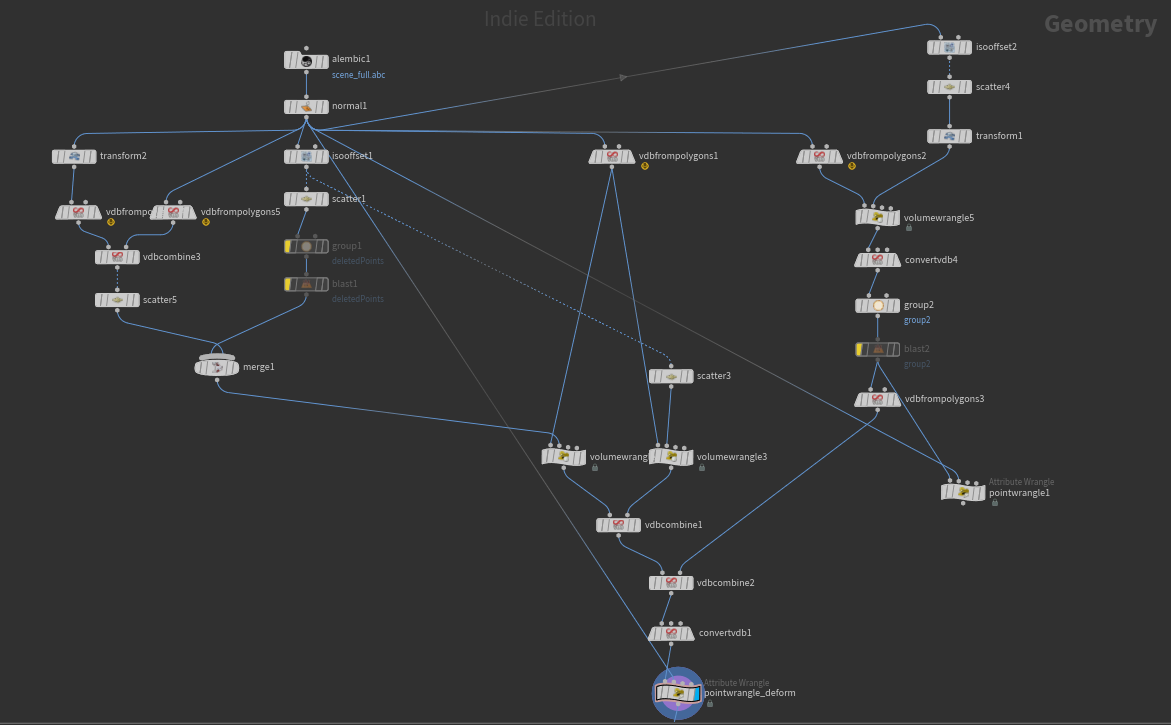 Indie Edition
Geometry
isooffset2
alembic1
scene_full.abc
scatter4
normal1
transform1
transform2
isooffset1
vdbfrompolygons1
vdbfrompolygons2
scatter1
vdbfrompo
vdbfrompolygons5
volumewrangle5
group1
deletedPoints
vdbcombine3
convertvdb4
blast1
deletedPoints
scatter5
group2
group2
blast2
group2
merge1
scatter3
vdbfrompolygons3
volumewrang
volumewrangle3
Attribute Wrangle
pointwrangle1
vdbcombine1
vdbcombine2
convertvdb1
Attribute Wrangle
pointwrangle_deform